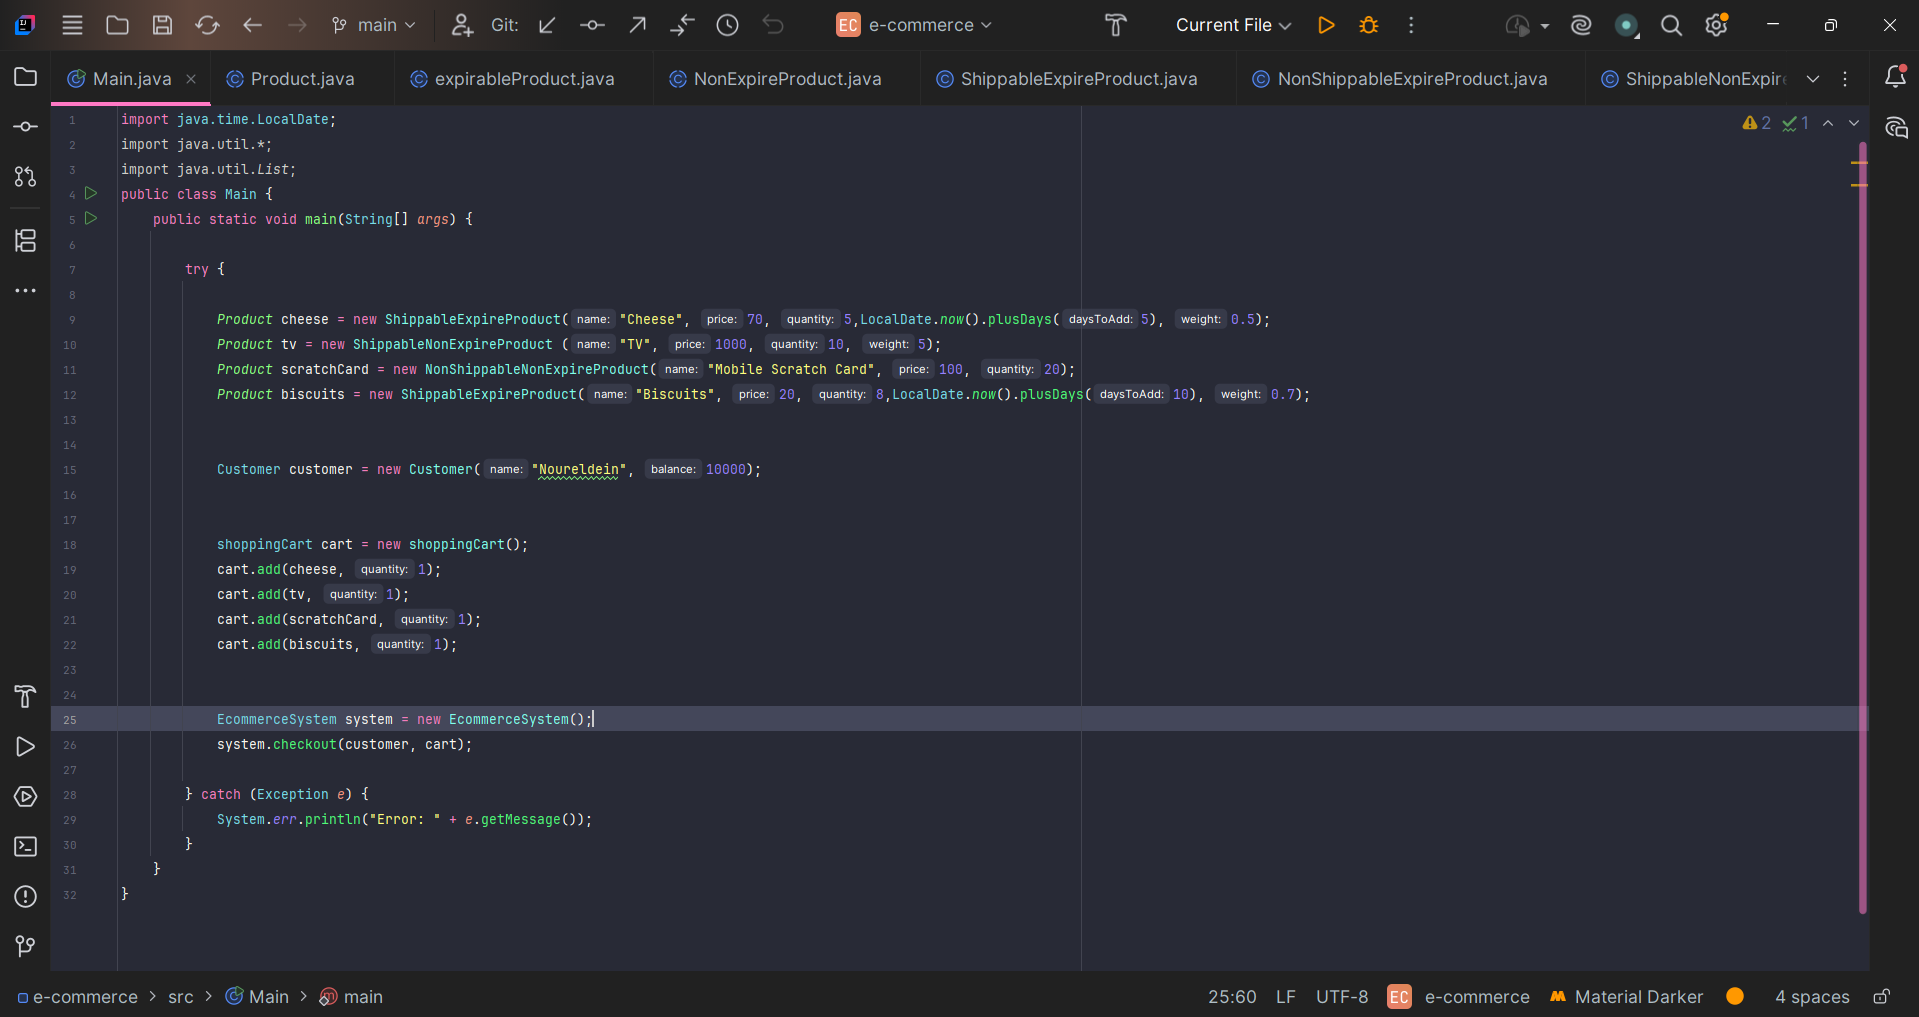 main Git: EC e-commerce Current File
Main.java Product.java expirableProduct.java NonExpireProduct.java ShippableExpireProduct.java NonShippableExpireProduct.java ShippableNonExpir
2 1
1 import java.time.LocalDate;
2 import java.util.*;
3 import java.util.List;
4 public class Main {
5 public static void main(String[] args) {
6
7 try {
8
9 Product cheese = new ShippableExpireProduct( name: "Cheese", price: 70, quantity: 5,LocalDate.now().plusDays( daysToAdd: 5), weight: 0.5);
10 Product tv = new ShippableNonExpireProduct ( name: "TV", price: 1000, quantity: 10, weight: 5);
11 Product scratchCard = new NonShippableNonExpireProduct( name: "Mobile Scratch Card", price: 100, quantity: 20);
12 Product biscuits = new ShippableExpireProduct( name: "Biscuits", price: 20, quantity: 8,LocalDate.now().plusDays( daysToAdd: 10), weight: 0.7);
13
14
15 Customer customer = new Customer( name: "Noureldein", balance: 10000);
16
17
18 shoppingCart cart = new shoppingCart();
19 cart.add(cheese, quantity: 1);
20 cart.add(tv, quantity: 1);
21 cart.add(scratchCard, quantity: 1);
22 cart.add(biscuits, quantity: 1);
23
24
25 EcommerceSystem system = new EcommerceSystem();
26 system.checkout(customer, cart);
27
28 } catch (Exception e) {
29 System.err.println("Error: " + e.getMessage());
30 }
31 }
32 }
e-commerce > src > Main > main 25:60 LF UTF-8 EC e-commerce Material Darker 4 spaces